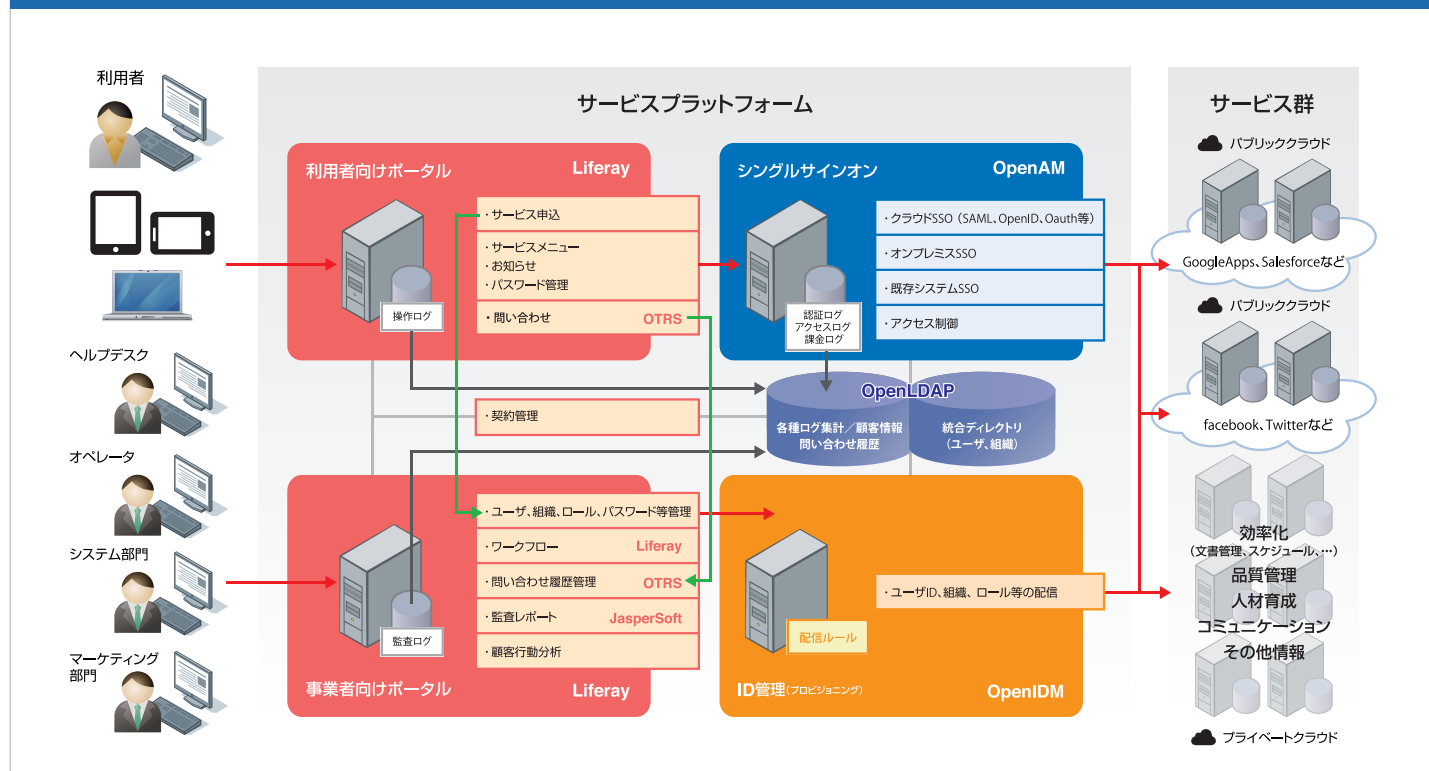 利用者
ヘルプデスク
オペレータ
システム部門
マーケティング
部門
サービスプラットフォーム
利用者向けポータル
Liferay
・サービス申込
・サービスメニュー
・お知らせ
・パスワード管理
・問い合わせ OTRS
操作ログ
シングルサインオン
OpenAM
・クラウドSSO（SAML、OpenID、Oauth等）
・オンプレミスSSO
・既存システムSSO
・アクセス制御
認証ログ
アクセスログ
課金ログ
・契約管理
OpenLDAP
各種ログ集計／顧客情報
問い合わせ履歴
統合ディレクトリ
（ユーザ、組織）
・ユーザ、組織、ロール、パスワード等管理
・ワークフロー Liferay
・問い合わせ履歴管理 OTRS
・監査レポート JasperSoft
・顧客行動分析
監査ログ
事業者向けポータル
Liferay
・ユーザID、組織、ロール等の配信
配信ルール
ID管理（プロビジョニング）
OpenIDM
サービス群
パブリッククラウド
GoogleApps、Salesforceなど
パブリッククラウド
facebook、Twitterなど
効率化
（文書管理、スケジュール、…）
品質管理
人材育成
コミュニケーション
その他情報
プライベートクラウド